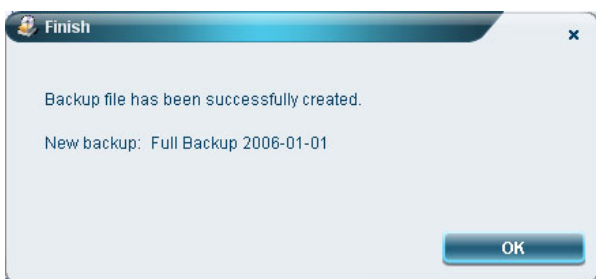 Finish
Backup file has been successfully created.
New backup: Full Backup 2006-01-01
OK